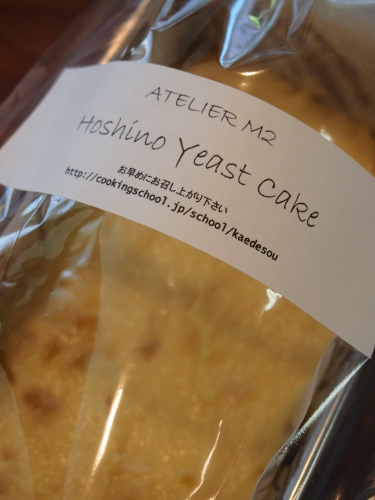 ATELIER M2
Hoshino Yeast Cake
お早めにお召し上がり下さい
http://cookingschool.jp/school/kaedesou